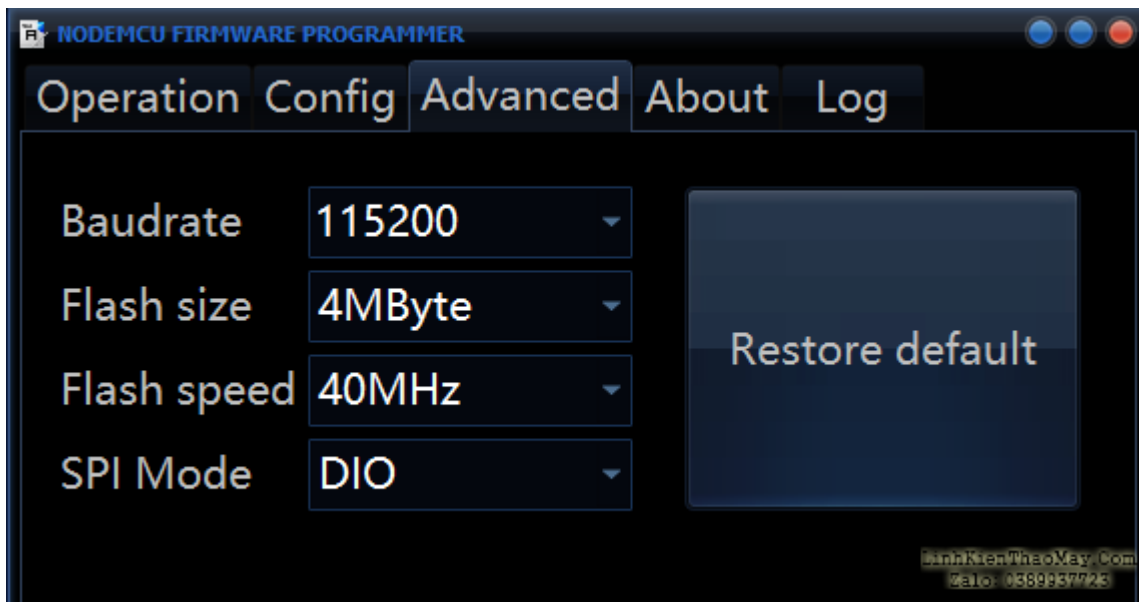 NODEMCU FIRMWARE PROGRAMMER
Operation Config Advanced About Log
Baudrate 115200
Flash size 4MByte
Flash speed 40MHz
SPI Mode DIO
Restore default
LinhKienThaoMay.Com
Zalo: 0389937723